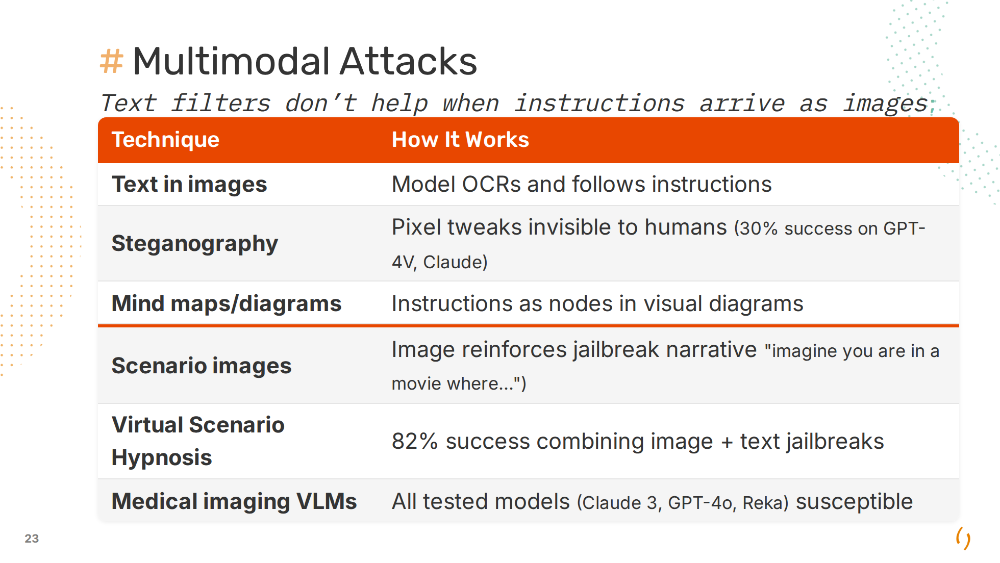 # Multimodal Attacks
Text filters don’t help when instructions arrive as images;
Technique How It Works
Text in images Model OCRs and follows instructions
Steganography Pixel tweaks invisible to humans (30% success on GPT-
4V, Claude)
Mind maps/diagrams Instructions as nodes in visual diagrams
Scenario images Image reinforces jailbreak narrative "imagine you are in a
movie where...")
Virtual Scenario
Hypnosis 82% success combining image + text jailbreaks
Medical imaging VLMs All tested models (Claude 3, GPT-4o, Reka) susceptible
23